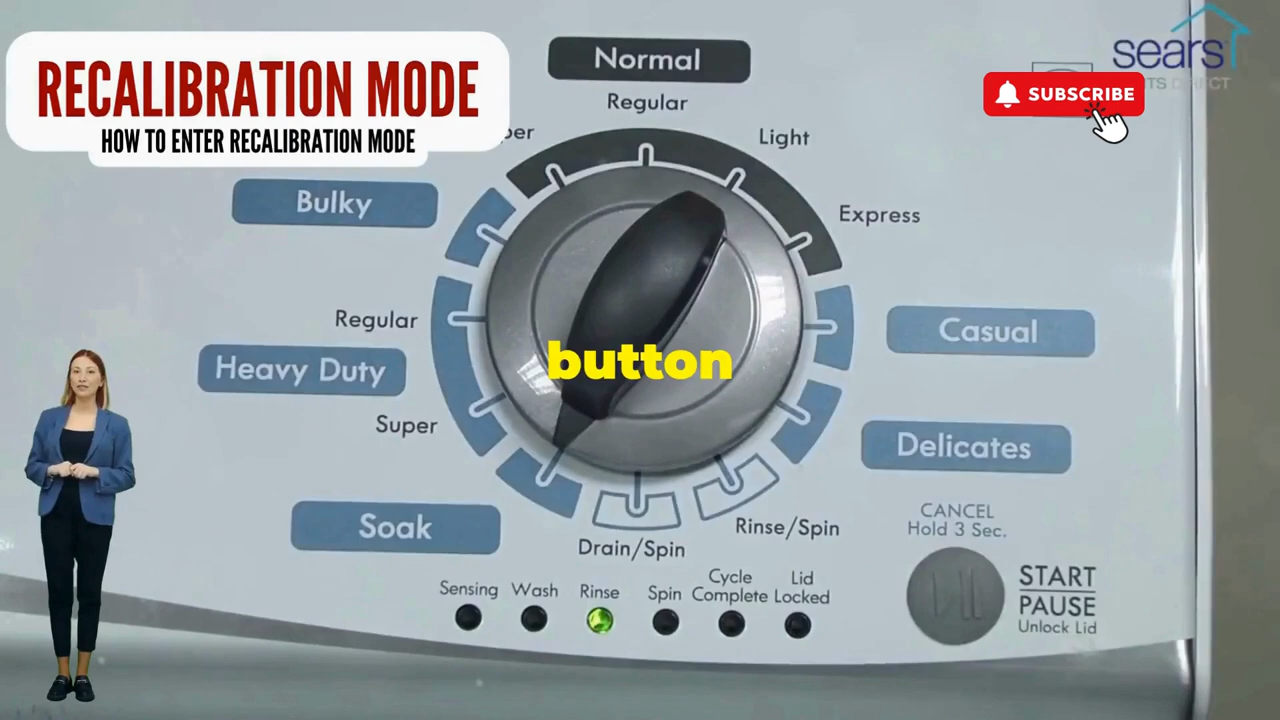 RECALIBRATION MODE
HOW TO ENTER RECALIBRATION MODE
sears
SUBSCRIBE
Normal
Regular
Light
Express
Bulky
Regular
Heavy Duty
Super
Casual
Delicates
button
Soak
Drain/Spin
Rinse/Spin
CANCEL
Hold 3 Sec.
START
PAUSE
Unlock Lid
Sensing
Wash
Rinse
Spin
Cycle
Complete
Lid
Locked